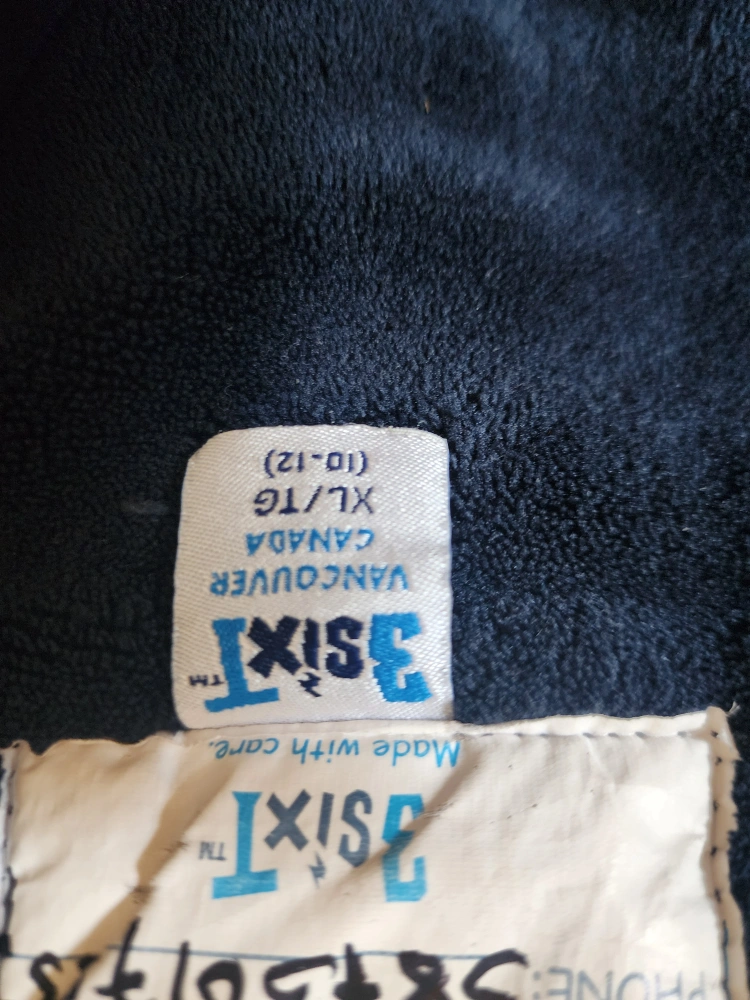 PHONE:
3SIXT™
Made with care.
3SIXT™
VANCOUVER
CANADA
XL/TG
(10-12)